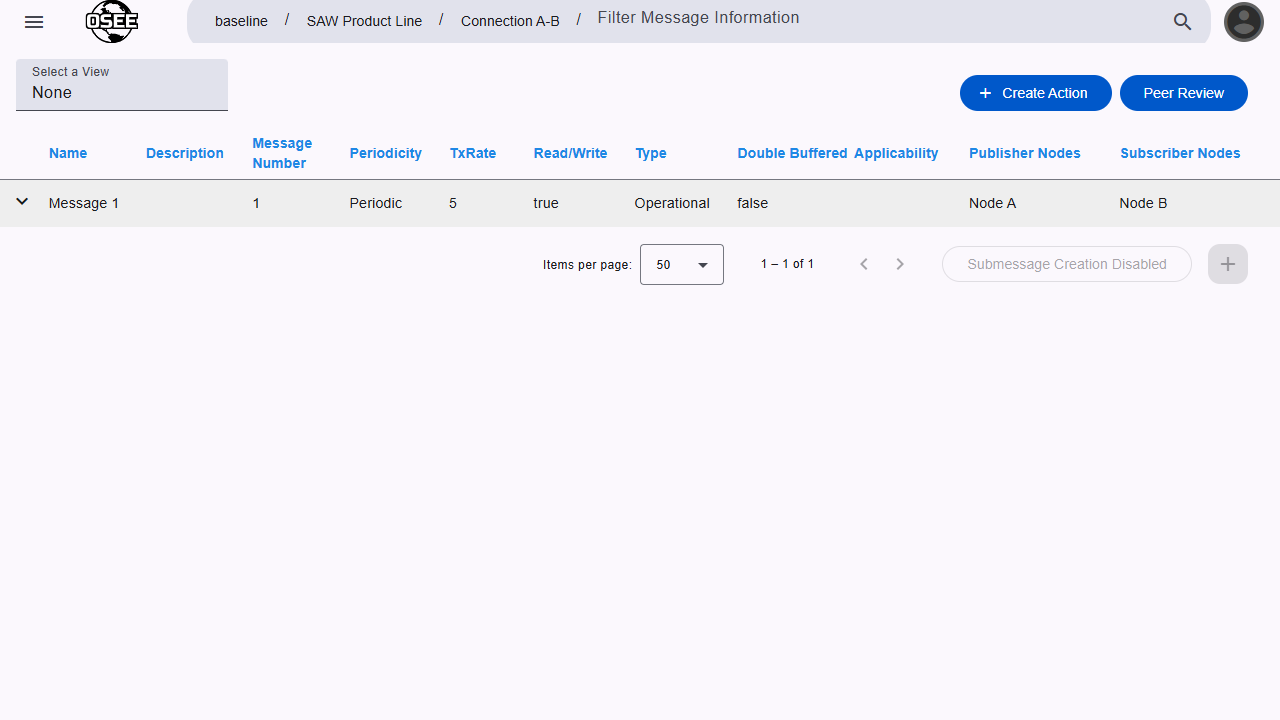 OSEE
baseline / SAW Product Line / Connection A-B / Filter Message Information
Select a View
None
+ Create Action
Peer Review
Name Description Message Number Periodicity TxRate Read/Write Type Double Buffered Applicability Publisher Nodes Subscriber Nodes
Message 1 1 Periodic 5 true Operational false Node A Node B
Items per page: 50 1 – 1 of 1 Submessage Creation Disabled +